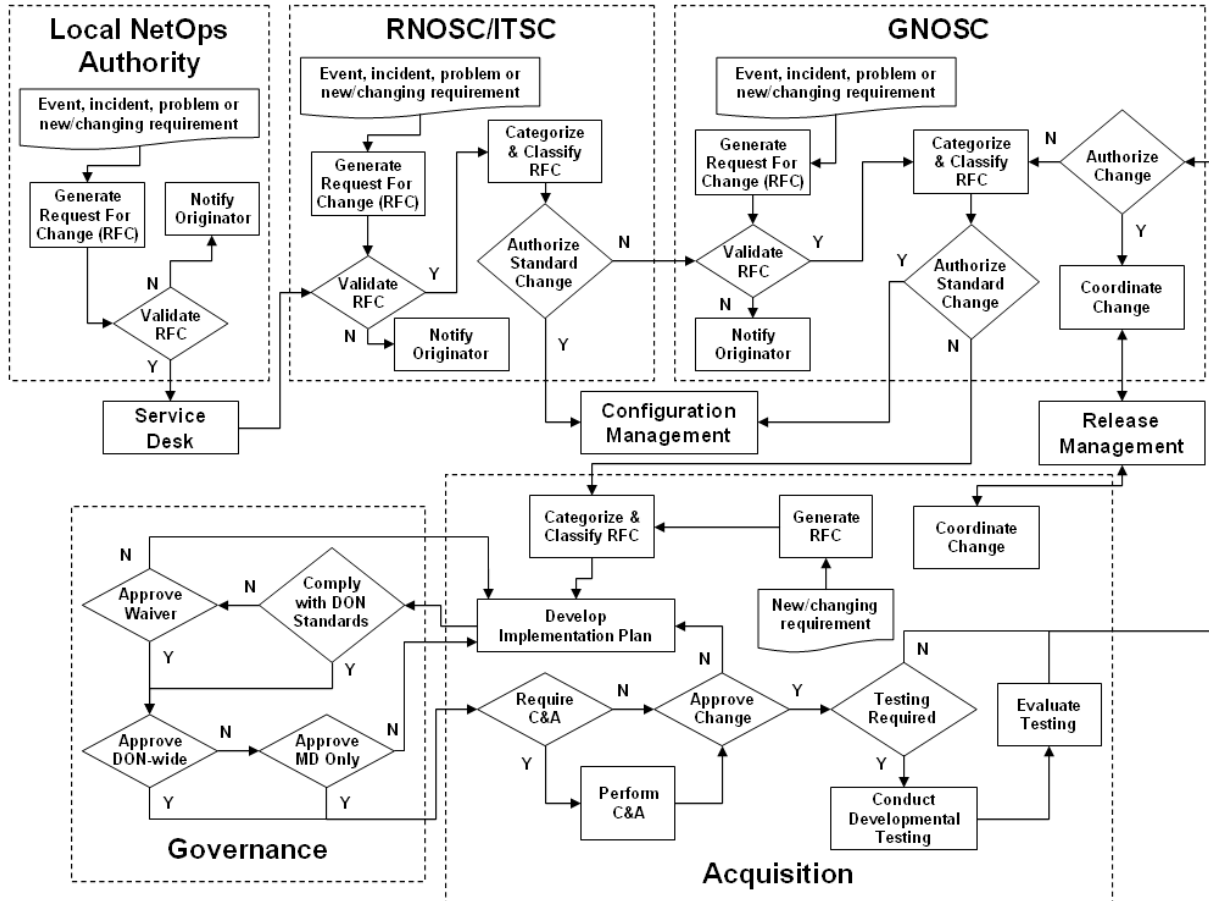 Local NetOps
Authority
Event, incident, problem or
new/changing requirement
Generate
Request For
Change (RFC)
Notify
Originator
N
Validate
RFC
Y
Service
Desk
RNOSC/ITSC
Event, incident, problem or
new/changing requirement
Generate
Request For
Change (RFC)
Categorize
& Classify
RFC
Validate
RFC
Y
N
Notify
Originator
Authorize
Standard
Change
N
Y
GNOSC
Event, incident, problem or
new/changing requirement
Generate
Request For
Change (RFC)
Validate
RFC
Y
N
Notify
Originator
Categorize
& Classify
RFC
N
Authorize
Change
Y
Y
Authorize
Standard
Change
N
Coordinate
Change
Configuration
Management
Release
Management
Coordinate
Change
Governance
N
Approve
Waiver
Y
N
Comply
with DON
Standards
Y
Approve
DON-wide
N
Y
Approve
MD Only
N
Y
Acquisition
Categorize &
Classify RFC
Generate
RFC
New/changing
requirement
Develop
Implementation Plan
Require
C&A
N
Y
Perform
C&A
N
Approve
Change
Y
N
Testing
Required
Y
Conduct
Developmental
Testing
Evaluate
Testing